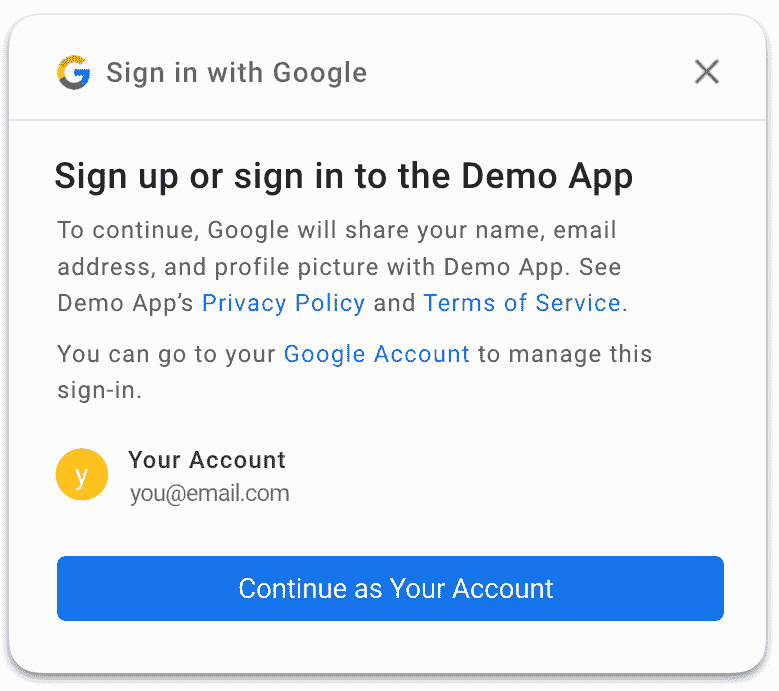 Sign in with Google
Sign up or sign in to the Demo App
To continue, Google will share your name, email
address, and profile picture with Demo App. See
Demo App’s Privacy Policy and Terms of Service.
You can go to your Google Account to manage this
sign-in.
y
Your Account
you@email.com
Continue as Your Account